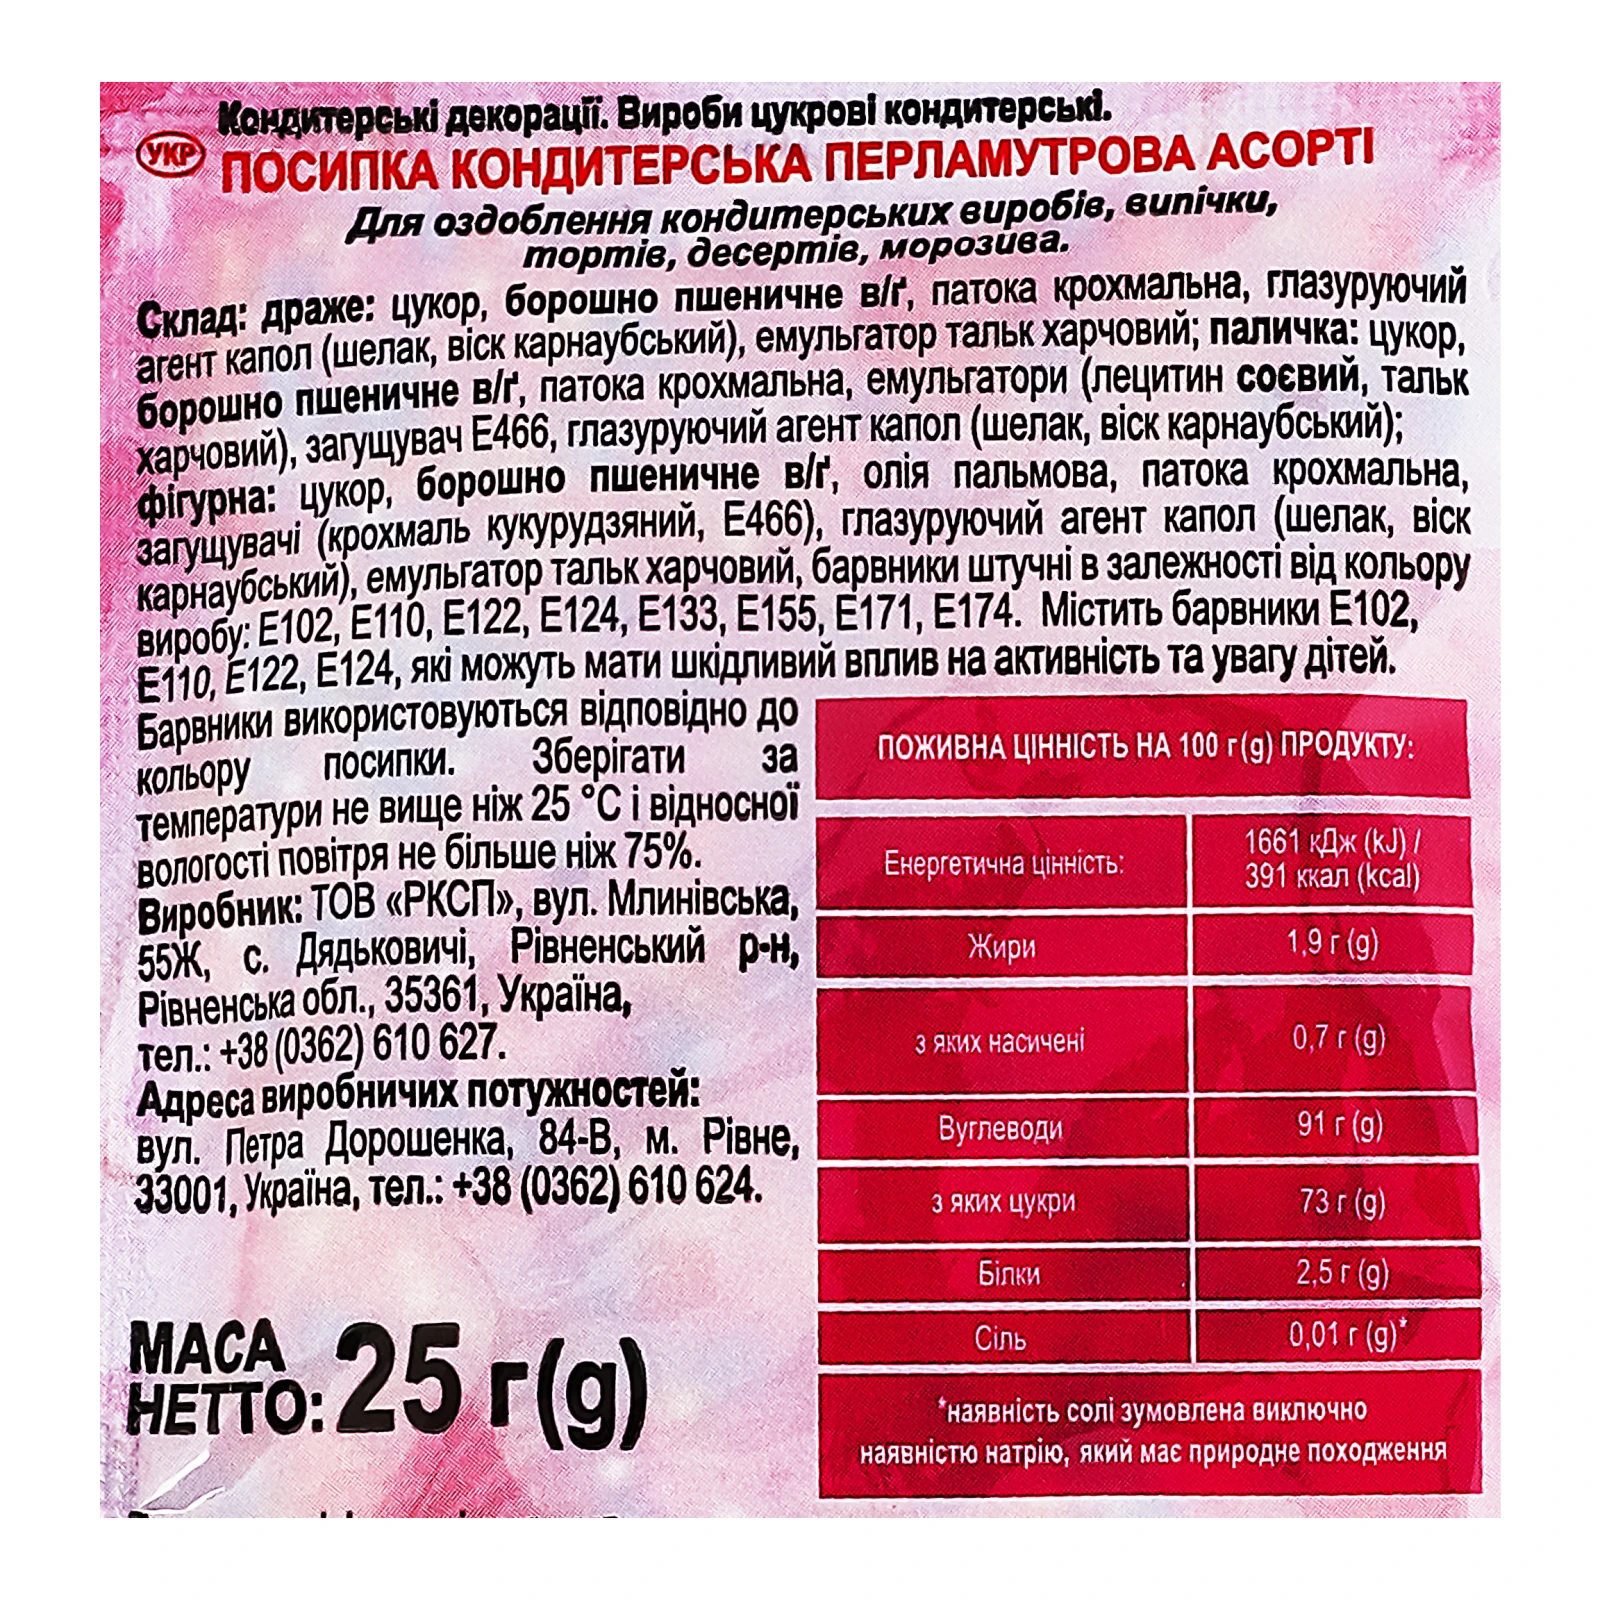 Кондитерські декорації. Вироби цукрові кондитерські.
УКР
ПОСИПКА КОНДИТЕРСЬКА ПЕРЛАМУТРОВА АСОРТІ
Для оздоблення кондитерських виробів, випічки,
тортів, десертів, морозива.
Склад: драже: цукор, борошно пшеничне в/ґ, патока крохмальна, глазуруючий
агент капол (шелак, віск карнаубський), емульгатор тальк харчовий; паличка: цукор,
борошно пшеничне в/ґ, патока крохмальна, емульгатори (лецитин соєвий, тальк
харчовий), загущувач Е466, глазуруючий агент капол (шелак, віск карнаубський);
фігурна: цукор, борошно пшеничне в/ґ, олія пальмова, патока крохмальна,
загущувачі (крохмаль кукурудзяний, Е466), глазуруючий агент капол (шелак, віск
карнаубський), емульгатор тальк харчовий, барвники штучні в залежності від кольору
виробу: Е102, Е110, Е122, Е124, Е133, Е155, Е171, Е174. Містить барвники Е102,
Е110, Е122, Е124, які можуть мати шкідливий вплив на активність та увагу дітей.
Барвники використовуються відповідно до
кольору посипки. Зберігати за
температури не вище ніж 25 °С і відносної
вологості повітря не більше ніж 75%.
Виробник: ТОВ «РКСП», вул. Млинівська,
55Ж, с. Дядьковичі, Рівненський р-н,
Рівненська обл., 35361, Україна,
тел.: +38 (0362) 610 627.
Адреса виробничих потужностей:
вул. Петра Дорошенка, 84-В, м. Рівне,
33001, Україна, тел.: +38 (0362) 610 624.
МАСА
НЕТТО: 25 г(g)
ПОЖИВНА ЦІННІСТЬ НА 100 г(g) ПРОДУКТУ:
Енергетична цінність: 1661 кДж (kJ) /
391 ккал (kcal)
Жири 1,9 г (g)
з яких насичені 0,7 г (g)
Вуглеводи 91 г (g)
з яких цукри 73 г (g)
Білки 2,5 г (g)
Сіль 0,01 г (g)*
*наявність солі зумовлена виключно
наявністю натрію, який має природне походження